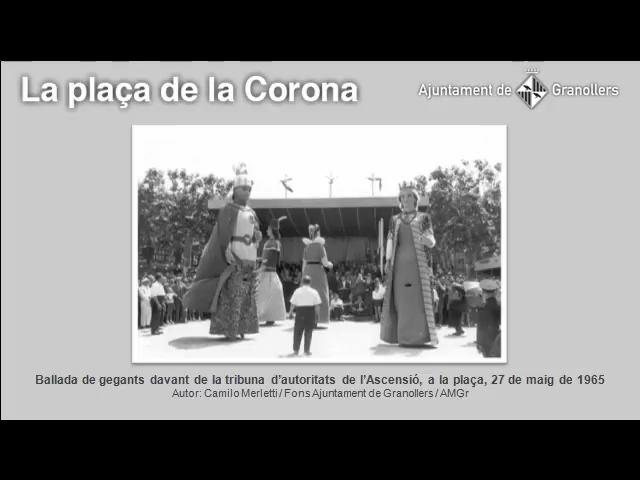 La plaça de la Corona
Ajuntament de Granollers
Ballada de gegants davant de la tribuna d'autoritats de l'Ascensió, a la plaça, 27 de maig de 1965
Autor: Camilo Merletti / Fons Ajuntament de Granollers / AMGr